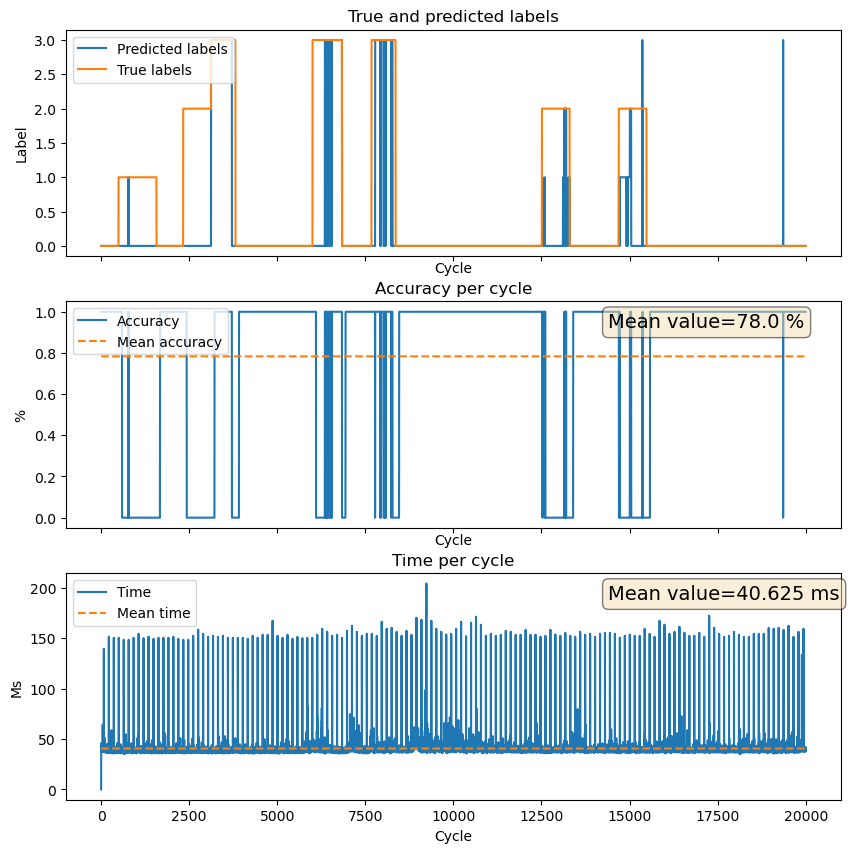 True and predicted labels
Label
3.0
2.5
2.0
1.5
1.0
0.5
0.0
Predicted labels
True labels
Cycle
Accuracy per cycle
%
1.0
0.8
0.6
0.4
0.2
0.0
Accuracy
Mean accuracy
Mean value=78.0 %
Cycle
Time per cycle
Ms
200
150
100
50
0
Time
Mean time
Mean value=40.625 ms
0 2500 5000 7500 10000 12500 15000 17500 20000
Cycle